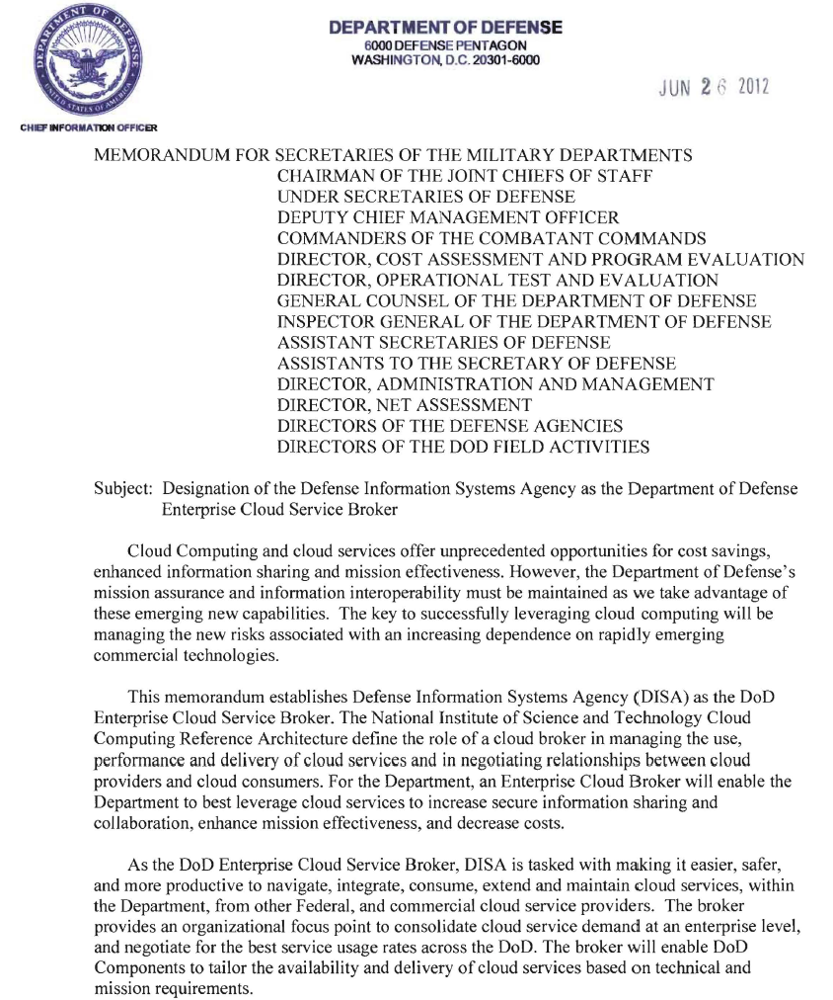 DEPARTMENT OF DEFENSE
UNITED STATES OF AMERICA
DEPARTMENT OF DEFENSE
6000 DEFENSE PENTAGON
WASHINGTON, D.C. 20301-6000
JUN 26 2012
CHIEF INFORMATION OFFICER
MEMORANDUM FOR SECRETARIES OF THE MILITARY DEPARTMENTS
CHAIRMAN OF THE JOINT CHIEFS OF STAFF
UNDER SECRETARIES OF DEFENSE
DEPUTY CHIEF MANAGEMENT OFFICER
COMMANDERS OF THE COMBATANT COMMANDS
DIRECTOR, COST ASSESSMENT AND PROGRAM EVALUATION
DIRECTOR, OPERATIONAL TEST AND EVALUATION
GENERAL COUNSEL OF THE DEPARTMENT OF DEFENSE
INSPECTOR GENERAL OF THE DEPARTMENT OF DEFENSE
ASSISTANT SECRETARIES OF DEFENSE
ASSISTANTS TO THE SECRETARY OF DEFENSE
DIRECTOR, ADMINISTRATION AND MANAGEMENT
DIRECTOR, NET ASSESSMENT
DIRECTORS OF THE DEFENSE AGENCIES
DIRECTORS OF THE DOD FIELD ACTIVITIES
Subject: Designation of the Defense Information Systems Agency as the Department of Defense
Enterprise Cloud Service Broker
Cloud Computing and cloud services offer unprecedented opportunities for cost savings,
enhanced information sharing and mission effectiveness. However, the Department of Defense's
mission assurance and information interoperability must be maintained as we take advantage of
these emerging new capabilities. The key to successfully leveraging cloud computing will be
managing the new risks associated with an increasing dependence on rapidly emerging
commercial technologies.
This memorandum establishes Defense Information Systems Agency (DISA) as the DoD
Enterprise Cloud Service Broker. The National Institute of Science and Technology Cloud
Computing Reference Architecture define the role of a cloud broker in managing the use,
performance and delivery of cloud services and in negotiating relationships between cloud
providers and cloud consumers. For the Department, an Enterprise Cloud Broker will enable the
Department to best leverage cloud services to increase secure information sharing and
collaboration, enhance mission effectiveness, and decrease costs.
As the DoD Enterprise Cloud Service Broker, DISA is tasked with making it easier, safer,
and more productive to navigate, integrate, consume, extend and maintain cloud services, within
the Department, from other Federal, and commercial cloud service providers. The broker
provides an organizational focus point to consolidate cloud service demand at an enterprise level,
and negotiate for the best service usage rates across the DoD. The broker will enable DoD
Components to tailor the availability and delivery of cloud services based on technical and
mission requirements.